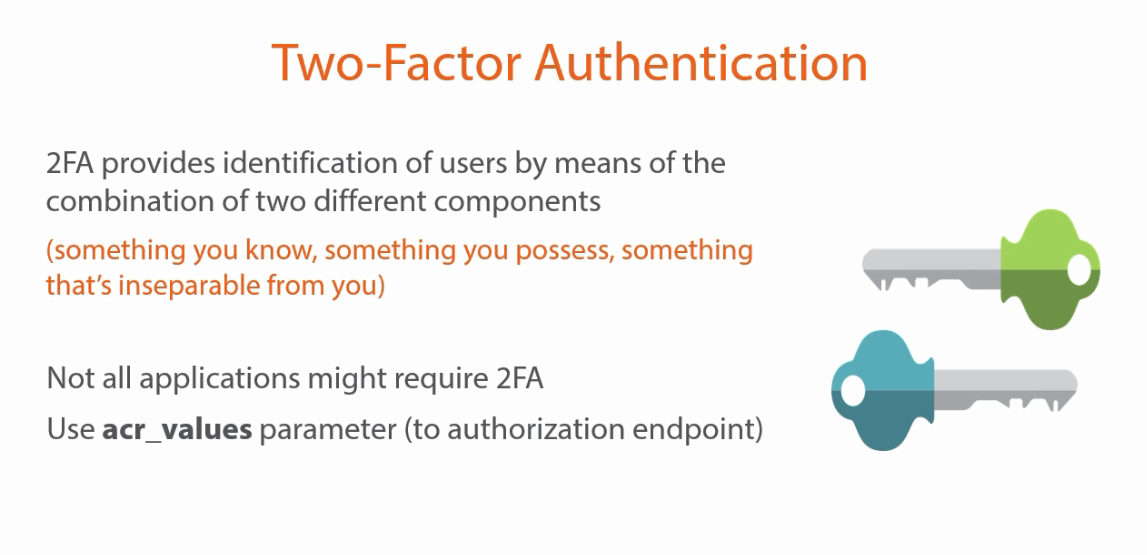 Two-Factor Authentication
2FA provides identification of users by means of the
combination of two different components
(something you know, something you possess, something
that's inseparable from you)
Not all applications might require 2FA
Use acr_values parameter (to authorization endpoint)